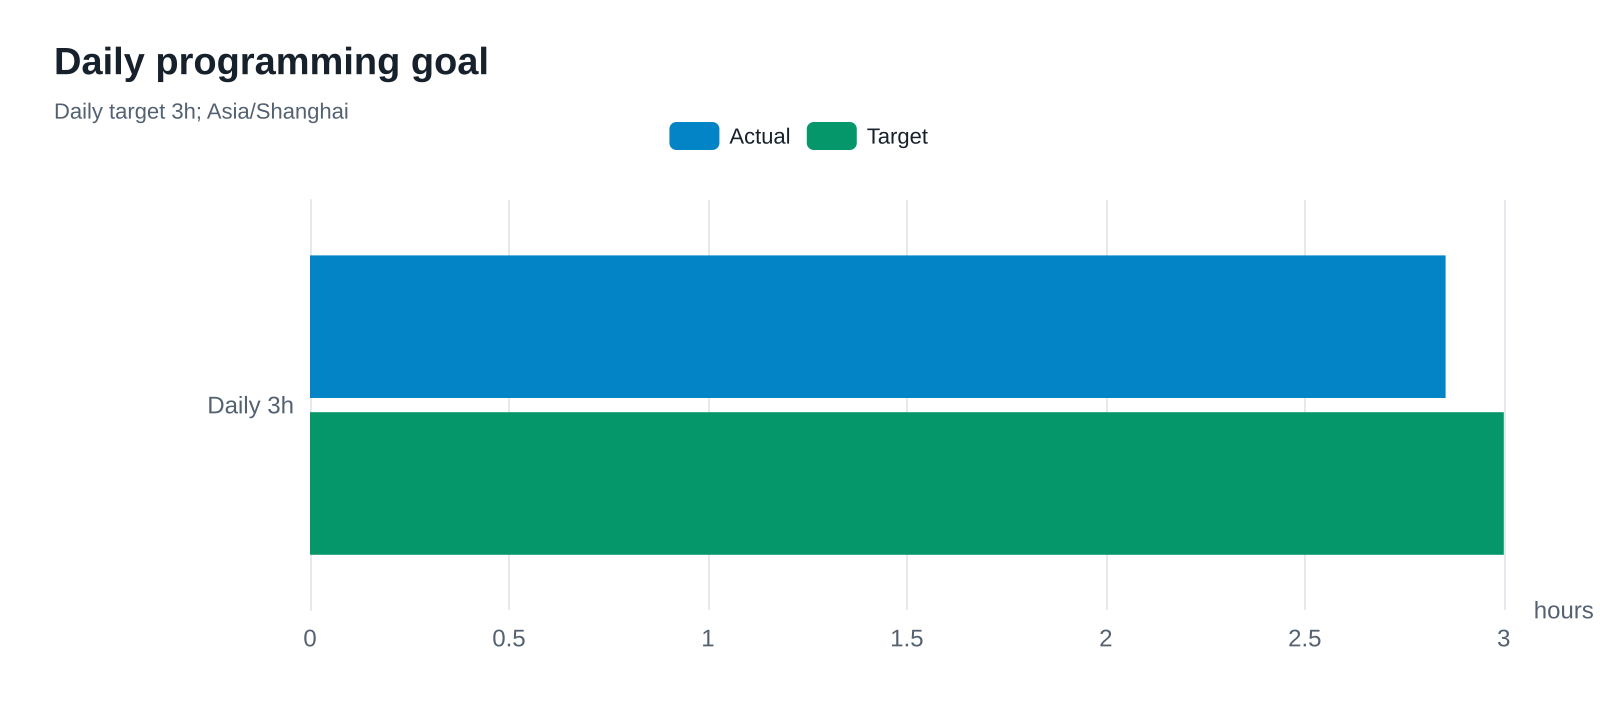 Daily programming goal
Daily target 3h; Asia/Shanghai
Actual Target
Daily 3h
hours
0 0.5 1 1.5 2 2.5 3